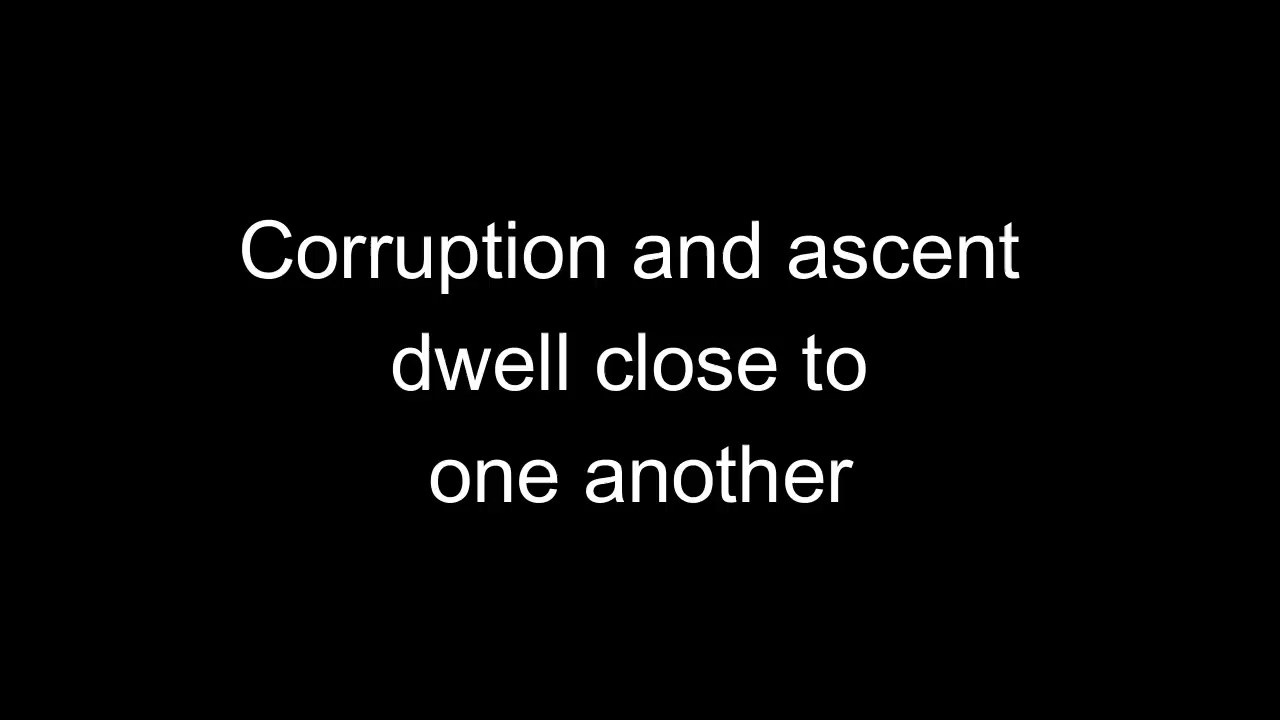 Corruption and ascent
dwell close to
one another